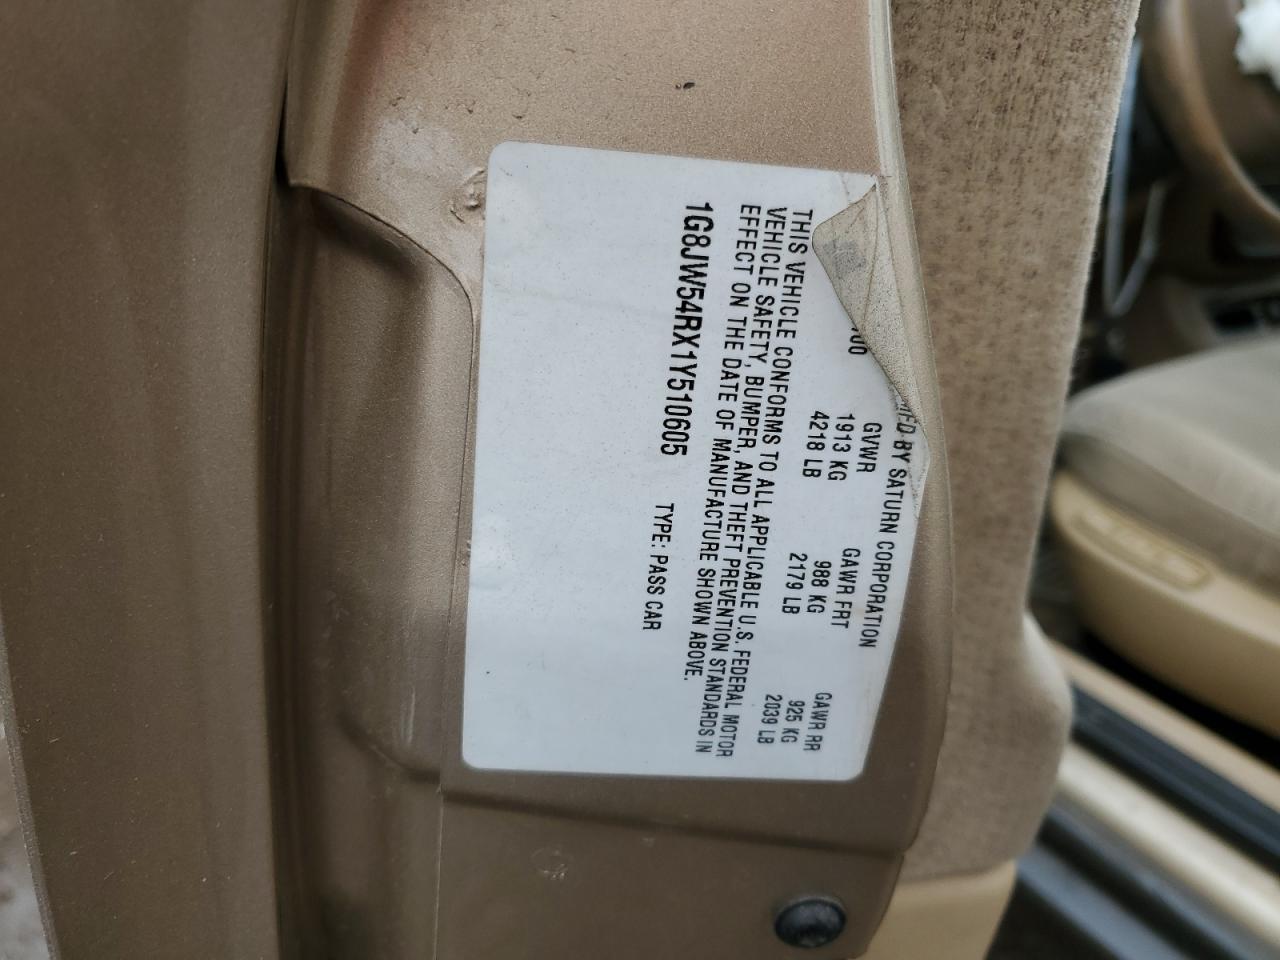 BY SATURN CORPORATION
GVWR GAWR FRT GAWR RR
1913 KG 988 KG 925 KG
4218 LB 2179 LB 2039 LB
THIS VEHICLE CONFORMS TO ALL APPLICABLE U.S. FEDERAL MOTOR
VEHICLE SAFETY, BUMPER, AND THEFT PREVENTION STANDARDS IN
EFFECT ON THE DATE OF MANUFACTURE SHOWN ABOVE.
1G8JW54RX1Y510605 TYPE: PASS CAR